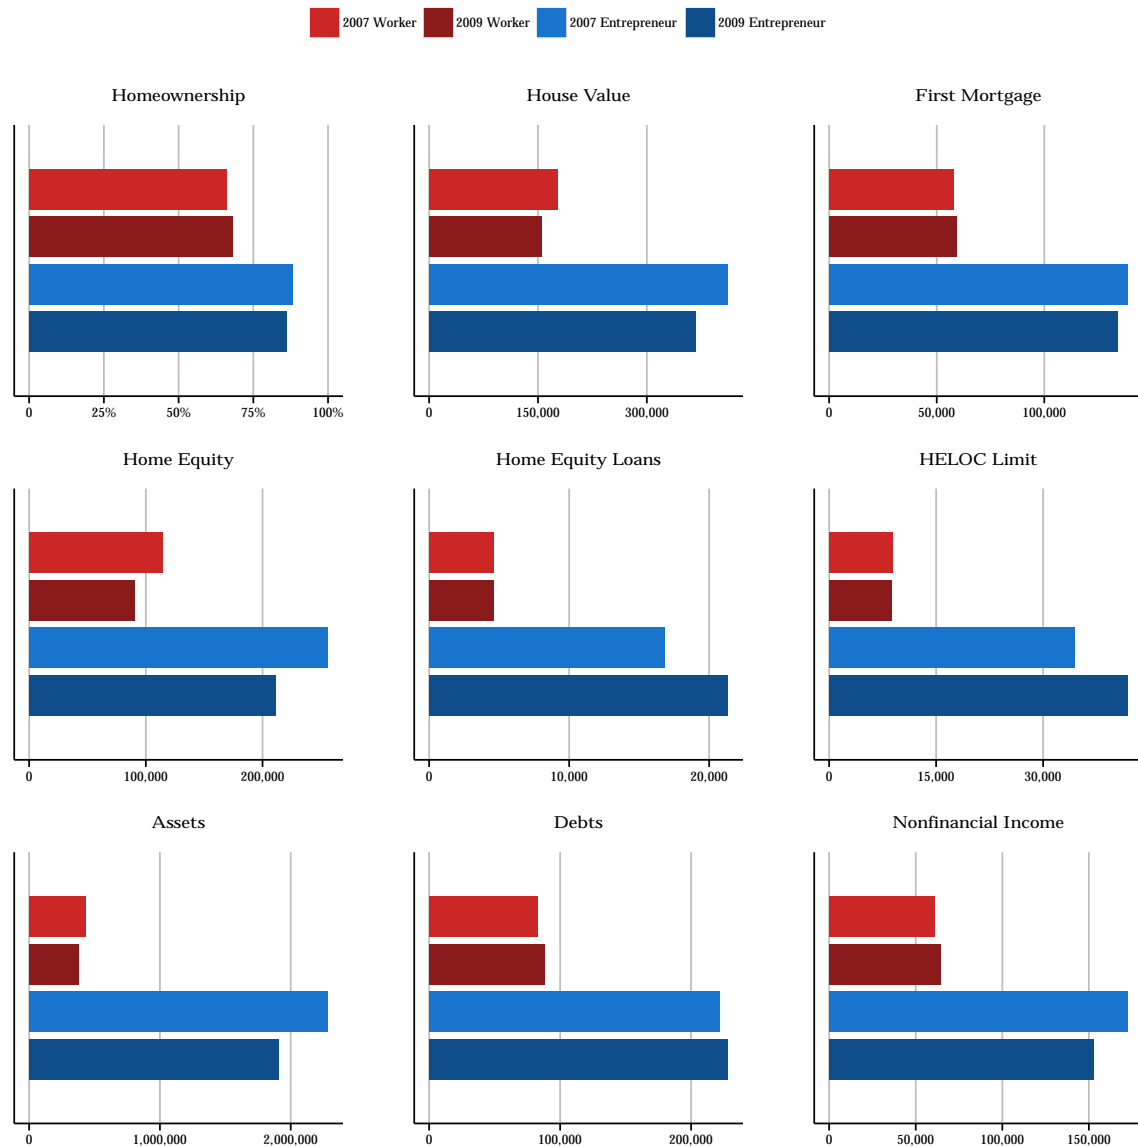 2007 Worker 2009 Worker 2007 Entrepreneur 2009 Entrepreneur
Homeownership House Value First Mortgage
0 25% 50% 75% 100% 0 150,000 300,000 0 50,000 100,000
Home Equity Home Equity Loans HELOC Limit
0 100,000 200,000 0 10,000 20,000 0 15,000 30,000
Assets Debts Nonfinancial Income
0 1,000,000 2,000,000 0 100,000 200,000 0 50,000 100,000 150,000